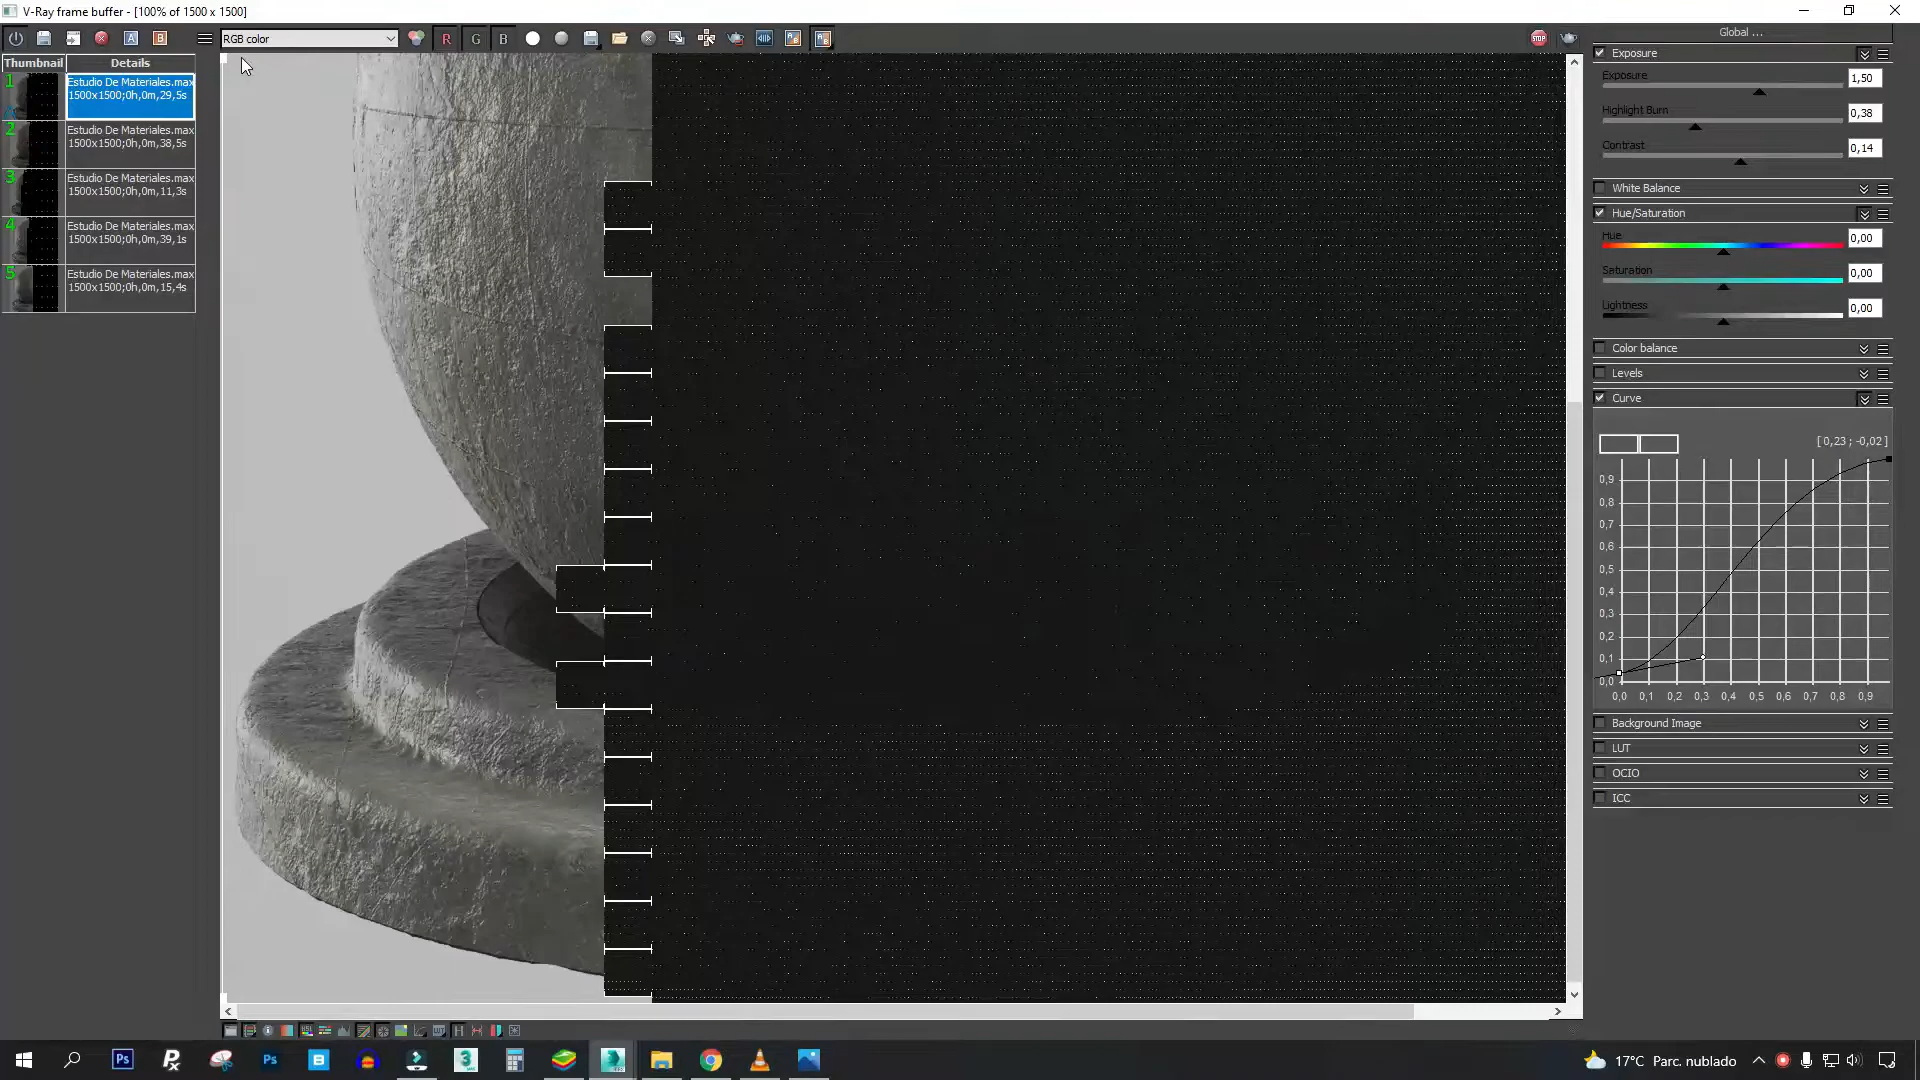 V-Ray frame buffer - [100% of 1500 x 1500]
A B RGB color R G B
Global ...
Thumbnail Details
1 Estudio De Materiales.max
1500x1500;0h,0m,29,5s
A
2 Estudio De Materiales.max
1500x1500;0h,0m,38,5s
3 Estudio De Materiales.max
1500x1500;0h,0m,11,3s
4 Estudio De Materiales.max
1500x1500;0h,0m,39,1s
5 Estudio De Materiales.max
1500x1500;0h,0m,15,4s
STOP
Exposure
Exposure 1,50
Highlight Burn 0,38
Contrast 0,14
White Balance
Hue/Saturation
Hue 0,00
Saturation 0,00
Lightness 0,00
Color balance
Levels
Curve
[ 0,23 ; -0,02 ]
0,9
0,8
0,7
0,6
0,5
0,4
0,3
0,2
0,1
0,0
0,0 0,1 0,2 0,3 0,4 0,5 0,6 0,7 0,8 0,9
Background Image
LUT
OCIO
ICC
Ps Ps B 3 17°C Parc. nublado